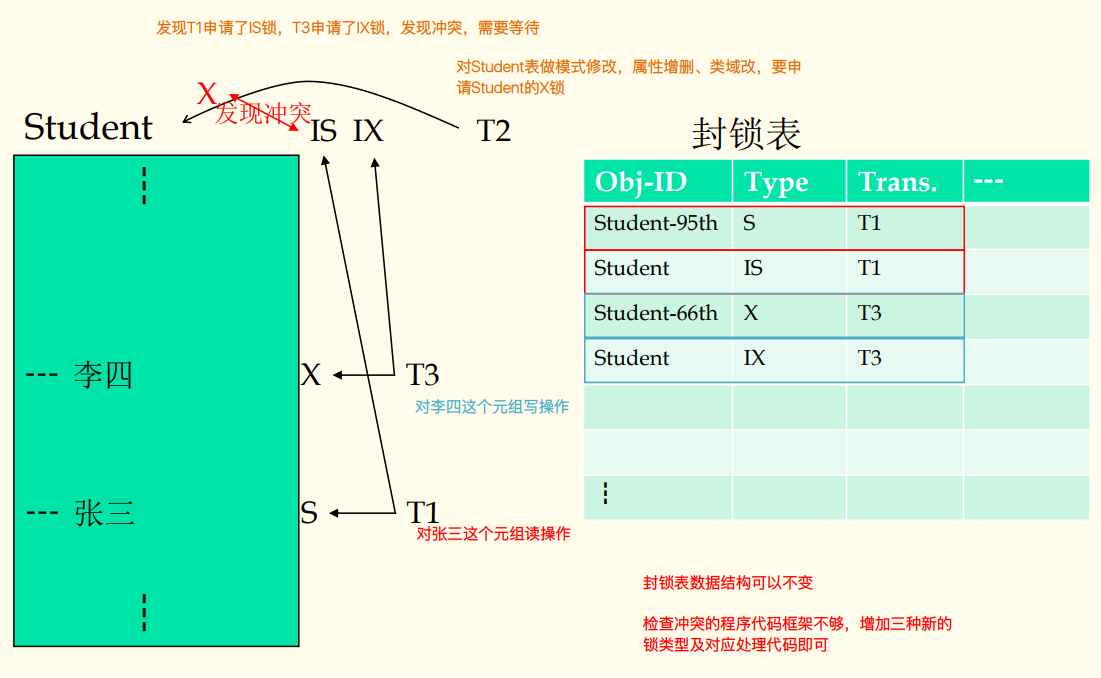 发现T1申请了IS锁，T3申请了IX锁，发现冲突，需要等待
对Student表做模式修改，属性增删、类域改，要申
请Student的X锁
X
发现冲突
Student
IS IX
T2
封锁表
Obj-ID Type Trans. ---
Student-95th S T1
Student IS T1
Student-66th X T3
Student IX T3
--- 李四
X
T3
对李四这个元组写操作
--- 张三
S
T1
对张三这个元组读操作
封锁表数据结构可以不变
检查冲突的程序代码框架不够，增加三种新的
锁类型及对应处理代码即可